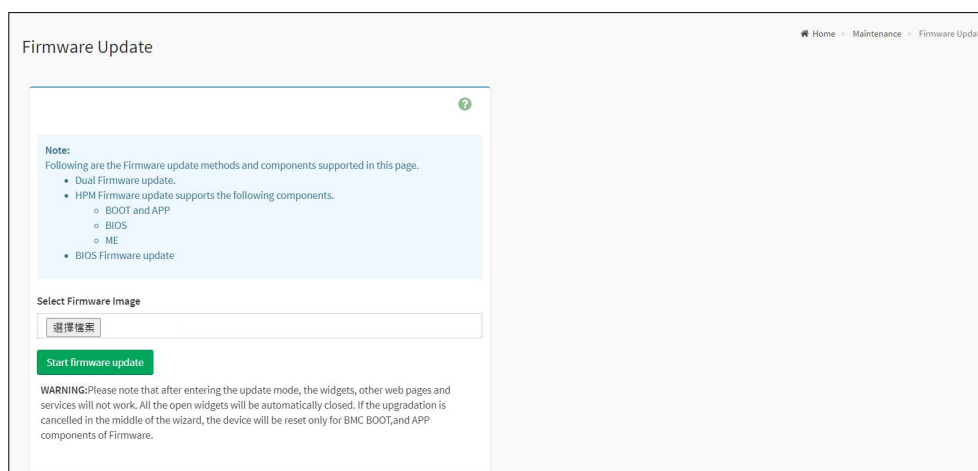 Firmware Update
Home > Maintenance > Firmware Updat
Note:
Following are the Firmware update methods and components supported in this page.
• Dual Firmware update.
• HPM Firmware update supports the following components.
○ BOOT and APP
○ BIOS
○ ME
• BIOS Firmware update
Select Firmware Image
選擇檔案
Start firmware update
WARNING:Please note that after entering the update mode, the widgets, other web pages and
services will not work. All the open widgets will be automatically closed. If the upgradation is
cancelled in the middle of the wizard, the device will be reset only for BMC BOOT,and APP
components of Firmware.